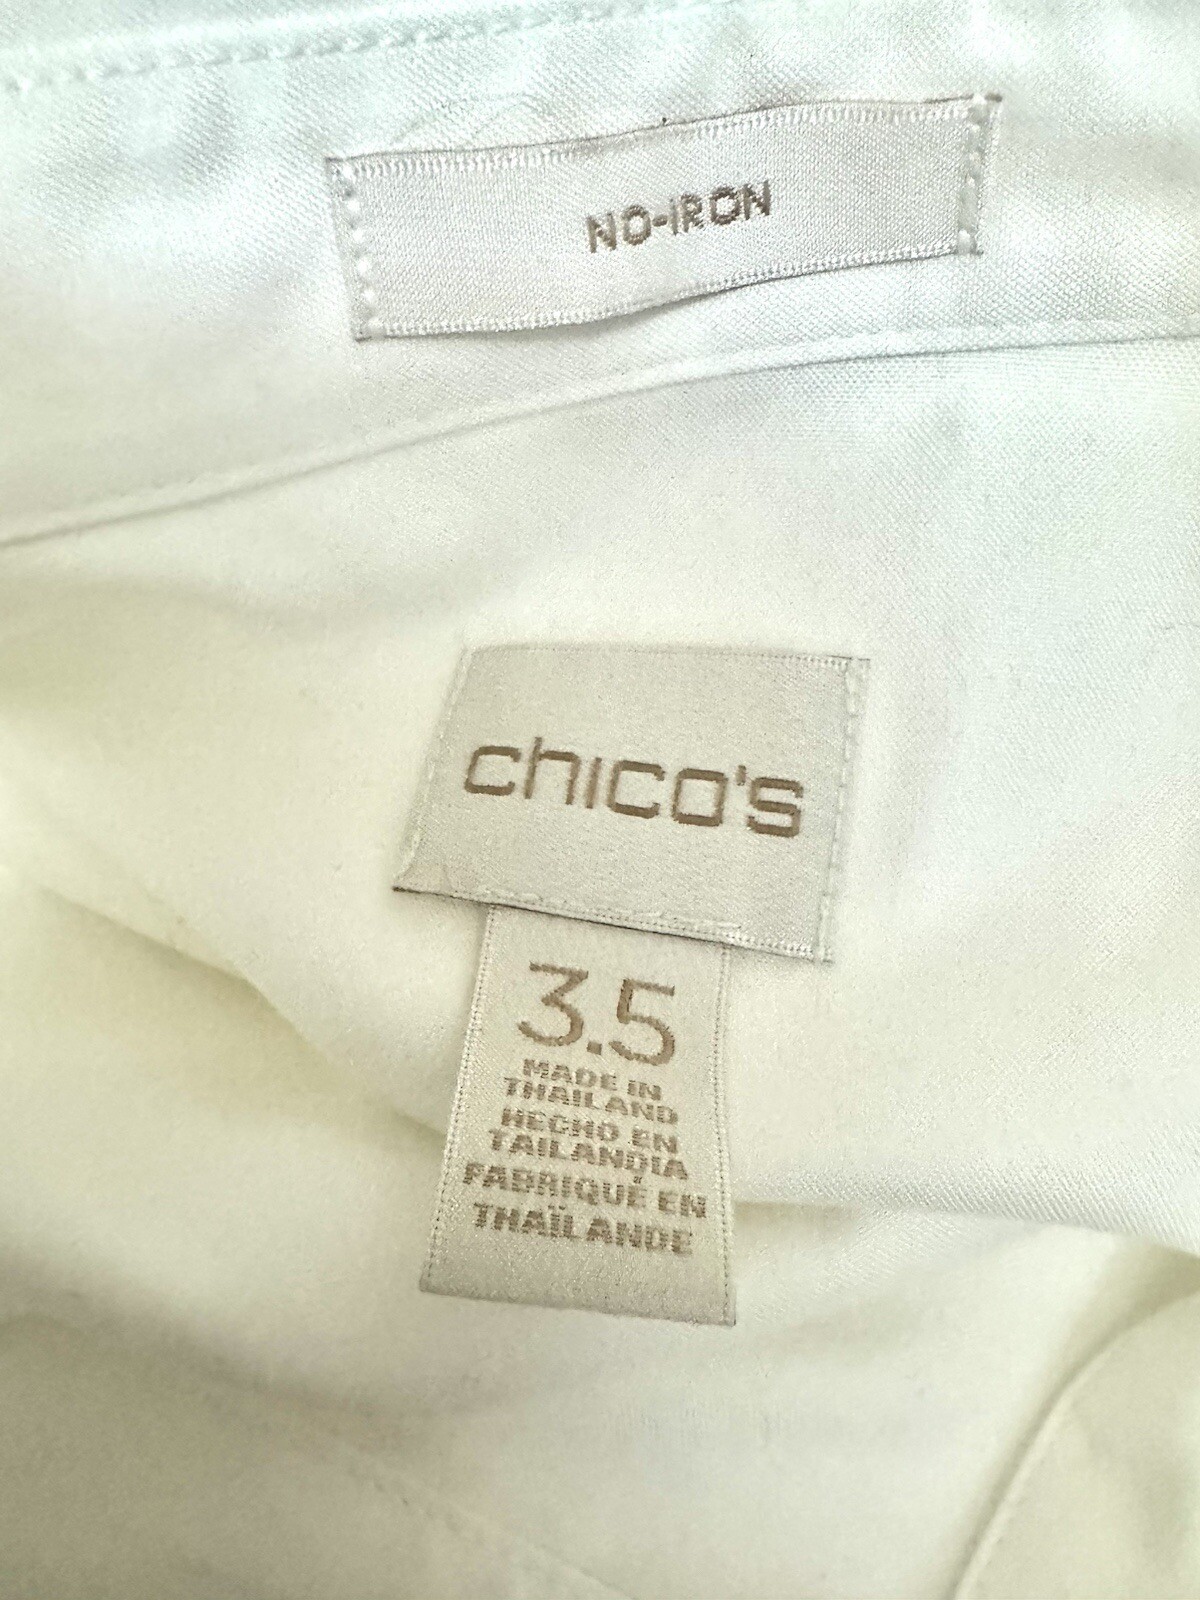 NO-IRON
chico's
3.5
MADE IN
THAILAND
HECHO EN
TAILANDIA
FABRIQUÉ EN
THAÏLANDE